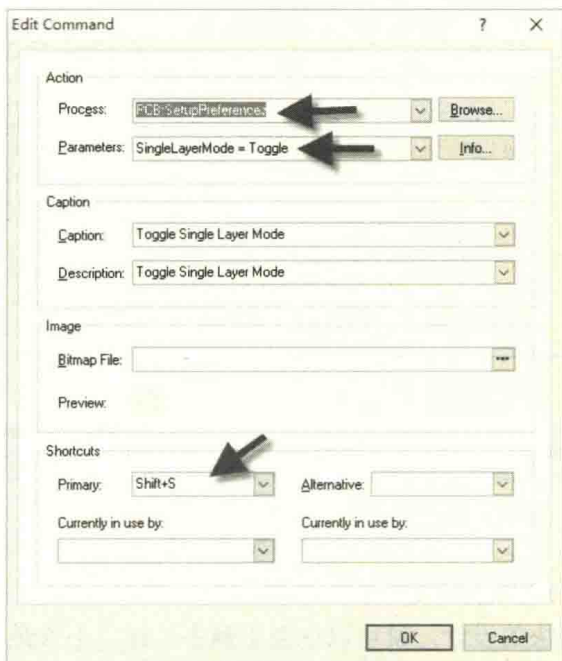 Edit Command ? ×
Action
Process: PCB:SetupPreferences Browse...
Parameters: SingleLayerMode = Toggle Info...
Caption
Caption: Toggle Single Layer Mode
Description: Toggle Single Layer Mode
Image
Bitmap File: ...
Preview:
Shortcuts
Primary: Shift+S Alternative:
Currently in use by: Currently in use by:
OK Cancel